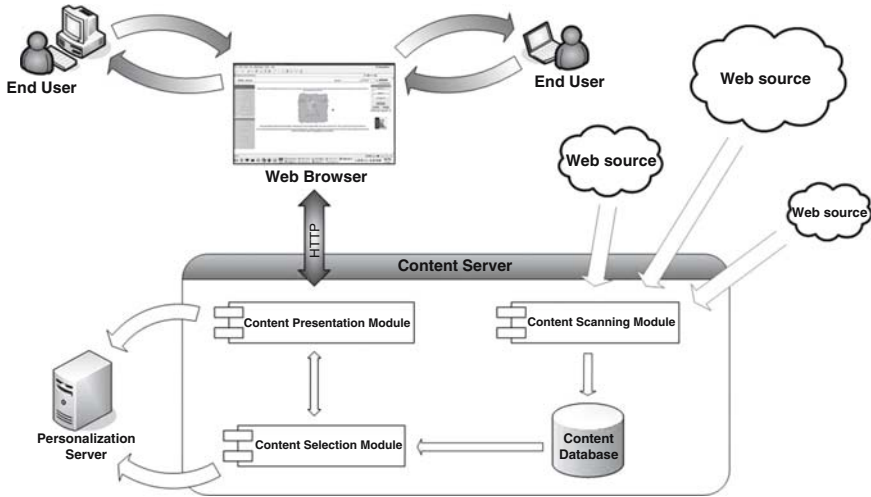 End User
End User
Web source
Web source
Web source
Web Browser
HTTP
Content Server
Content Presentation Module
Content Scanning Module
Personalization
Server
Content Selection Module
Content
Database